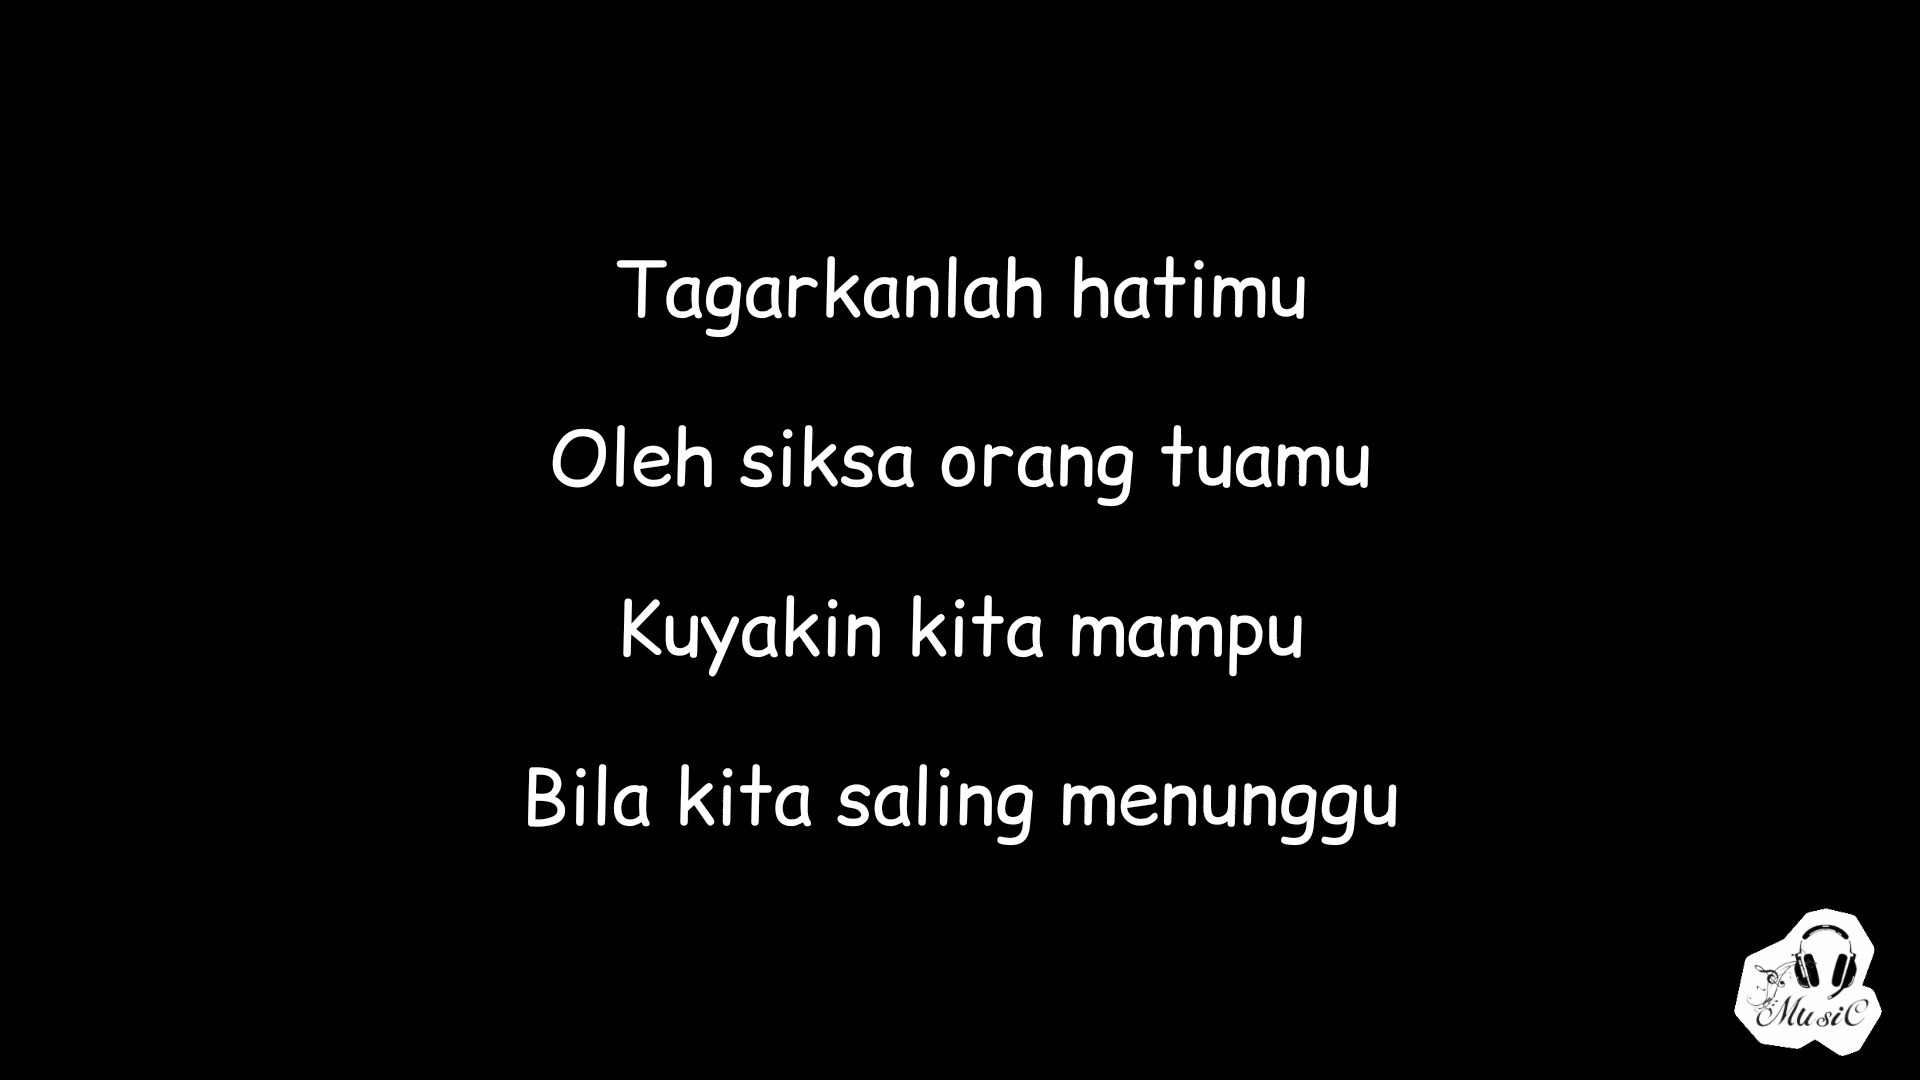 Tagarkanlah hatimu
Oleh siksa orang tuamu
Kuyakin kita mampu
Bila kita saling menunggu
MusiC